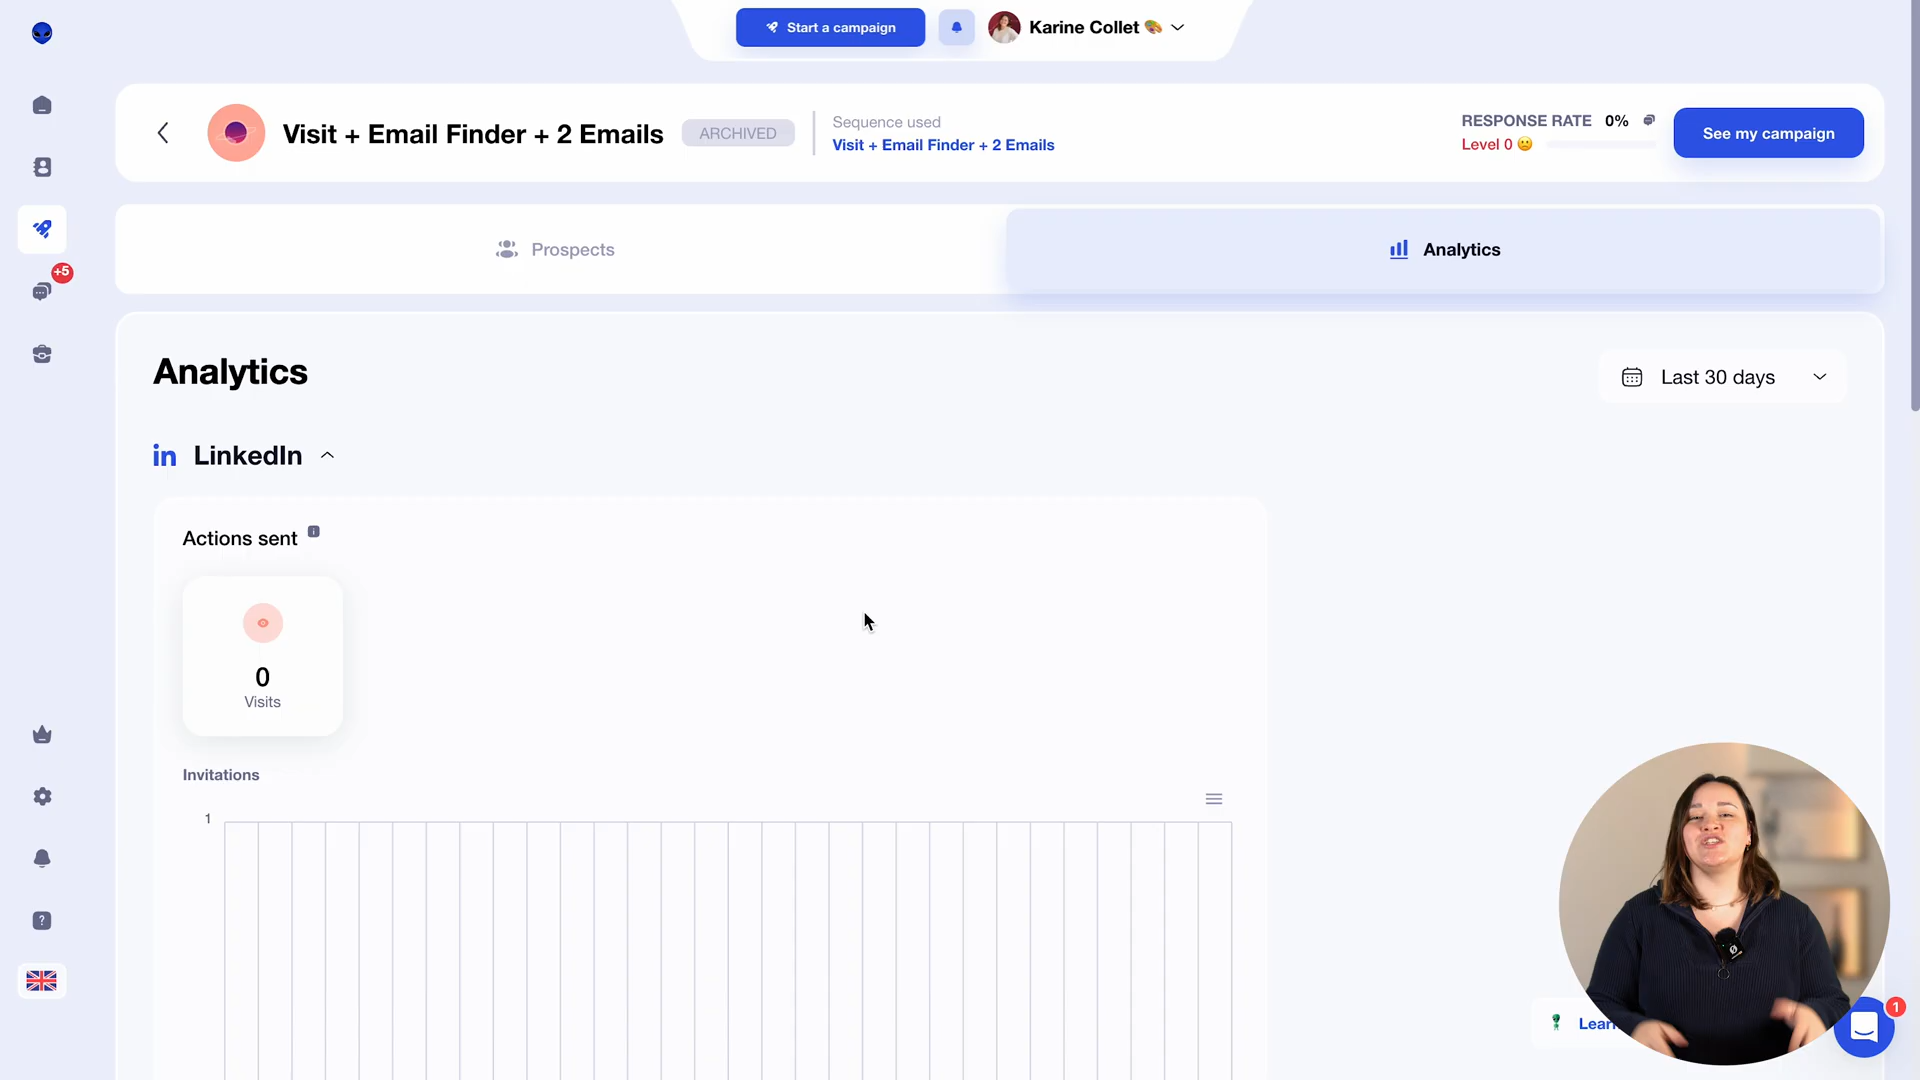 Start a campaign
Karine Collet
Visit + Email Finder + 2 Emails
ARCHIVED
Sequence used
Visit + Email Finder + 2 Emails
RESPONSE RATE 0%
Level 0
See my campaign
+5
Prospects
Analytics
Analytics
Last 30 days
in LinkedIn
Actions sent
0
Visits
Invitations
1
?
1